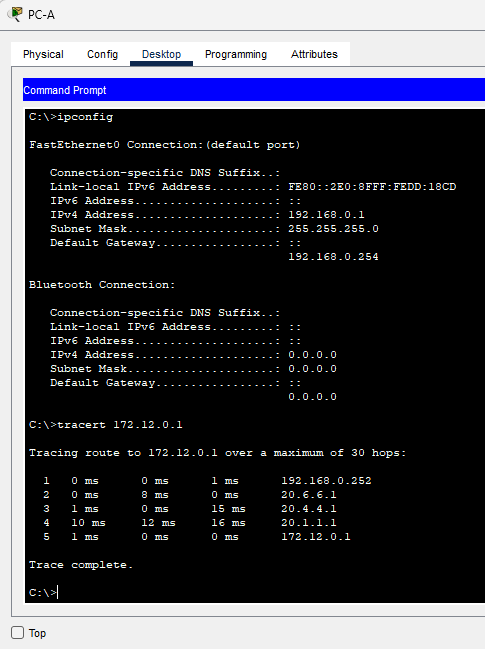 PC-A
Physical Config Desktop Programming Attributes
Command Prompt
C:\>ipconfig
FastEthernet0 Connection:(default port)
Connection-specific DNS Suffix..:
Link-local IPv6 Address.........: FE80::2E0:8FFF:FEDD:18CD
IPv6 Address....................: ::
IPv4 Address....................: 192.168.0.1
Subnet Mask.....................: 255.255.255.0
Default Gateway.................: ::
192.168.0.254
Bluetooth Connection:
Connection-specific DNS Suffix..:
Link-local IPv6 Address.........: ::
IPv6 Address....................: ::
IPv4 Address....................: 0.0.0.0
Subnet Mask.....................: 0.0.0.0
Default Gateway.................: ::
0.0.0.0
C:\>tracert 172.12.0.1
Tracing route to 172.12.0.1 over a maximum of 30 hops:
1 0 ms 0 ms 1 ms 192.168.0.252
2 0 ms 8 ms 0 ms 20.6.6.1
3 1 ms 0 ms 15 ms 20.4.4.1
4 10 ms 12 ms 16 ms 20.1.1.1
5 1 ms 0 ms 0 ms 172.12.0.1
Trace complete.
C:\>
Top